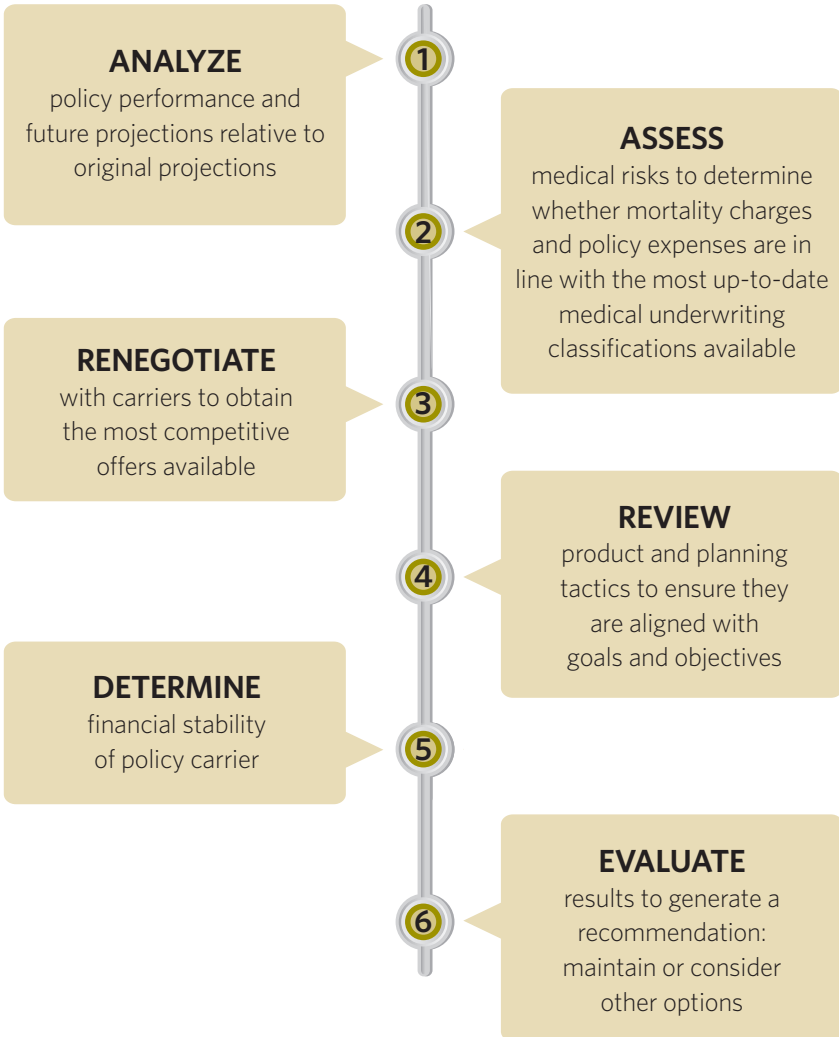 1
ANALYZE
policy performance and
future projections relative to
original projections
2
ASSESS
medical risks to determine
whether mortality charges
and policy expenses are in
line with the most up-to-date
medical underwriting
classifications available
3
RENEGOTIATE
with carriers to obtain
the most competitive
offers available
4
REVIEW
product and planning
tactics to ensure they
are aligned with
goals and objectives
5
DETERMINE
financial stability
of policy carrier
6
EVALUATE
results to generate a
recommendation:
maintain or consider
other options